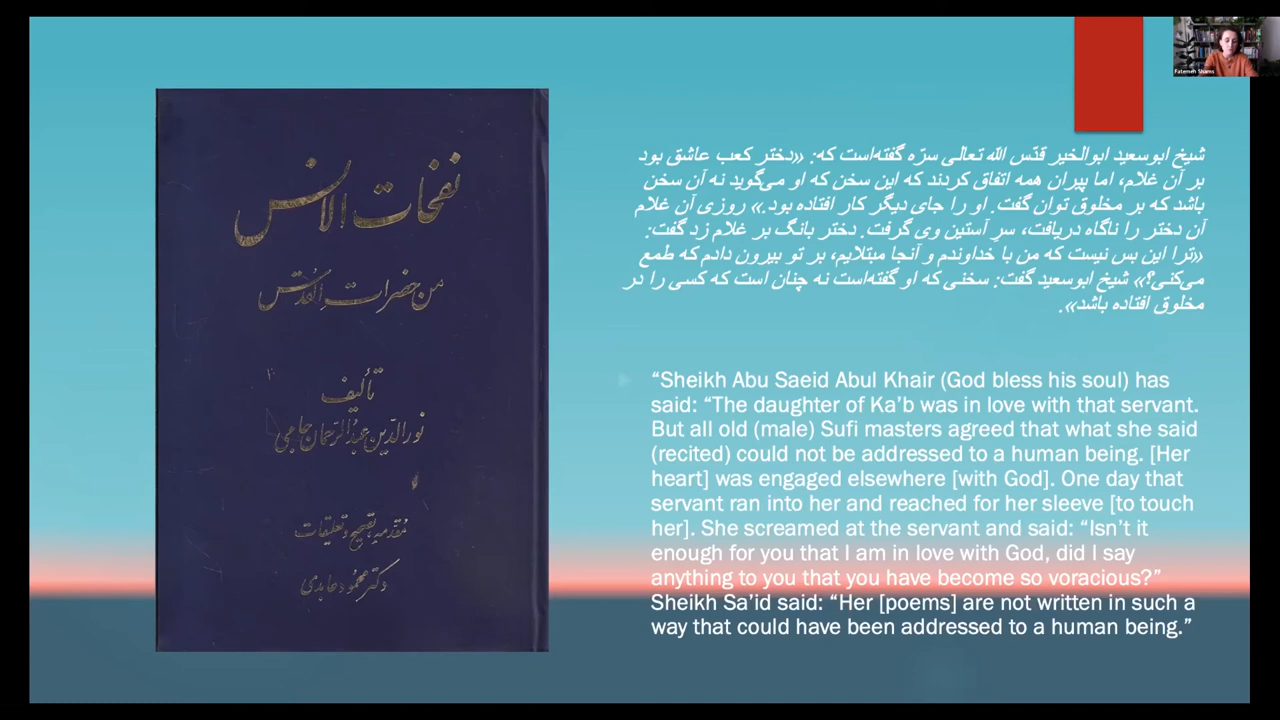 Fatemeh Shams
نفحات الانس
من حضرات القدس
تألیف
نورالدین عبدالرحمان جامی
مقدمه تصحیح و تعلیقات
دکتر محمود عابدی
شیخ ابوسعید ابوالخیر قدّس الله تعالی سرّه گفته‌است که: «دختر کعب عاشق بود
بر آن غلام، اما پیران همه اتفاق کردند که این سخن که او می‌گوید نه آن سخن
باشد که بر مخلوق توان گفت. او را جای دیگر کار افتاده بود.» روزی آن غلام
آن دختر را ناگاه دریافت، سرِ آستین وی گرفت. دختر بانگ بر غلام زد گفت:
«ترا این بس نیست که من با خداوندم و آنجا مبتلایم، بر تو بیرون دادم که طمع
می‌کنی؟» شیخ ابوسعید گفت: سخنی که او گفته‌است نه چنان است که کسی را در
مخلوق افتاده باشد».
“Sheikh Abu Saeid Abul Khair (God bless his soul) has
said: “The daughter of Ka’b was in love with that servant.
But all old (male) Sufi masters agreed that what she said
(recited) could not be addressed to a human being. [Her
heart] was engaged elsewhere [with God]. One day that
servant ran into her and reached for her sleeve [to touch
her]. She screamed at the servant and said: “Isn’t it
enough for you that I am in love with God, did I say
anything to you that you have become so voracious?”
Sheikh Sa’id said: “Her [poems] are not written in such a
way that could have been addressed to a human being.”